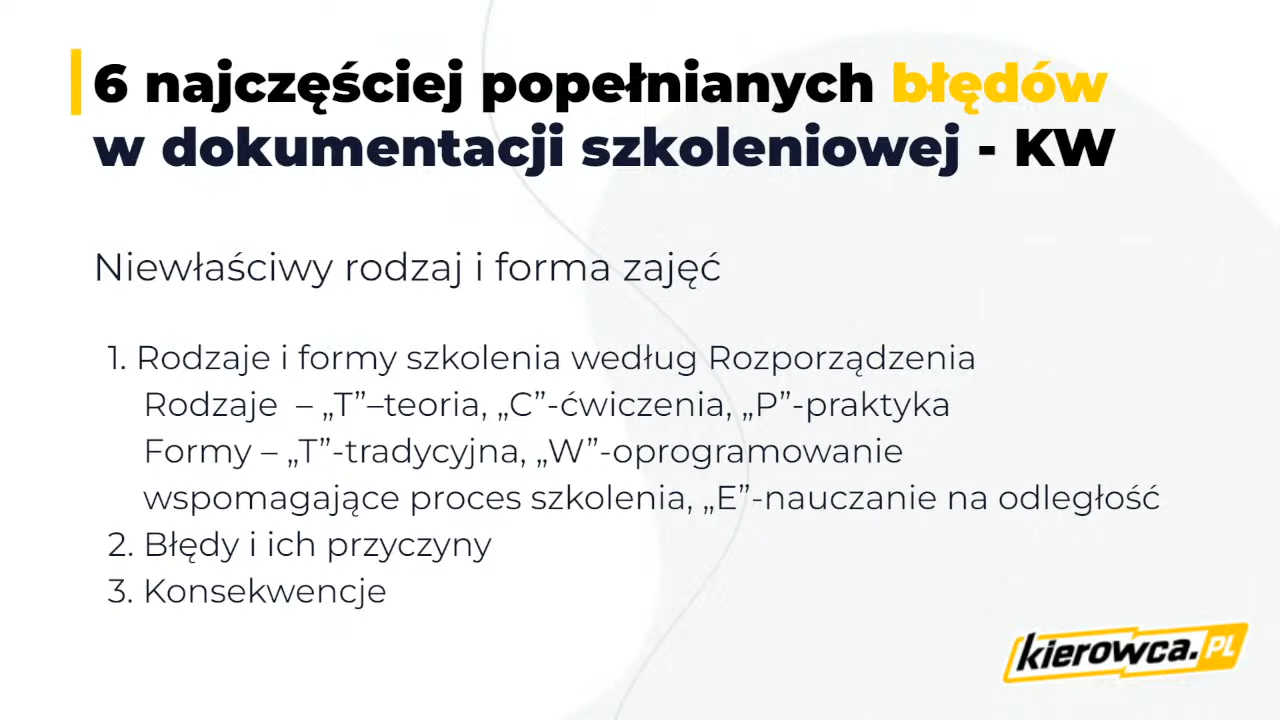 6 najczęściej popełnianych błędów
w dokumentacji szkoleniowej - KW
Niewłaściwy rodzaj i forma zajęć
1. Rodzaje i formy szkolenia według Rozporządzenia
Rodzaje – „T”–teoria, „C”-ćwiczenia, „P”-praktyka
Formy – „T”-tradycyjna, „W”-oprogramowanie
wspomagające proces szkolenia, „E”-nauczanie na odległość
2. Błędy i ich przyczyny
3. Konsekwencje
kierowca.PL